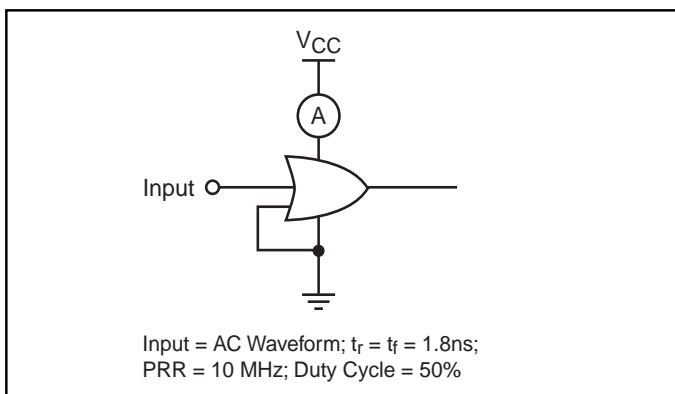 VCC
A
Input
Input = AC Waveform; tr = tf = 1.8ns;
PRR = 10 MHz; Duty Cycle = 50%